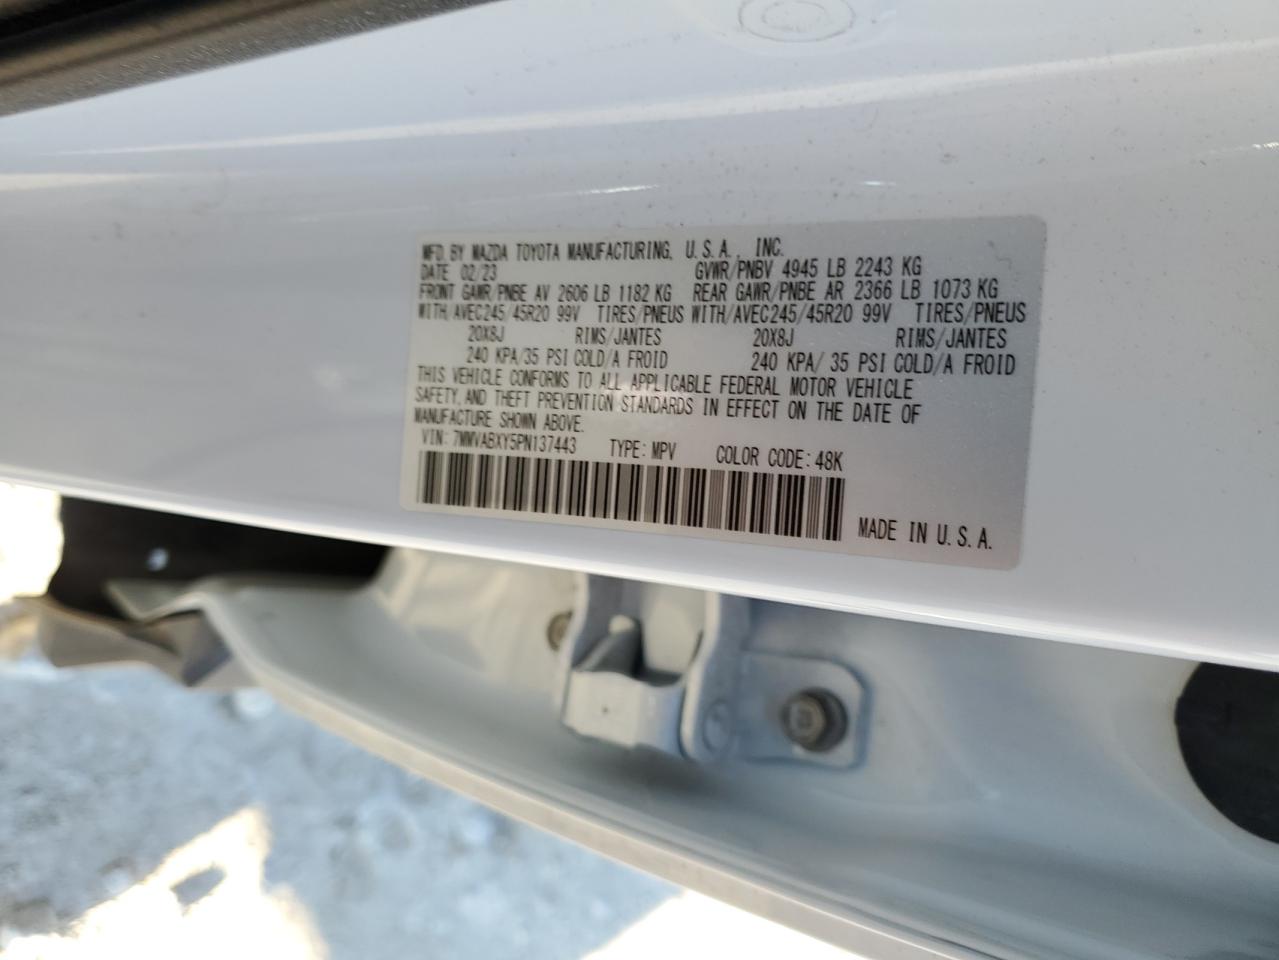 MFD. BY MAZDA TOYOTA MANUFACTURING, U.S.A., INC.
DATE 02/23 GVWR/PNBV 4945 LB 2243 KG
FRONT GAWR/PNBE AV 2606 LB 1182 KG REAR GAWR/PNBE AR 2366 LB 1073 KG
WITH/AVEC245/45R20 99V TIRES/PNEUS WITH/AVEC245/45R20 99V TIRES/PNEUS
20X8J RIMS/JANTES 20X8J RIMS/JANTES
240 KPA/35 PSI COLD/A FROID 240 KPA/ 35 PSI COLD/A FROID
THIS VEHICLE CONFORMS TO ALL APPLICABLE FEDERAL MOTOR VEHICLE
SAFETY, AND THEFT PREVENTION STANDARDS IN EFFECT ON THE DATE OF
MANUFACTURE SHOWN ABOVE.
VIN: 7MMVABXY5PN137443 TYPE: MPV COLOR CODE: 48K
MADE IN U.S.A.